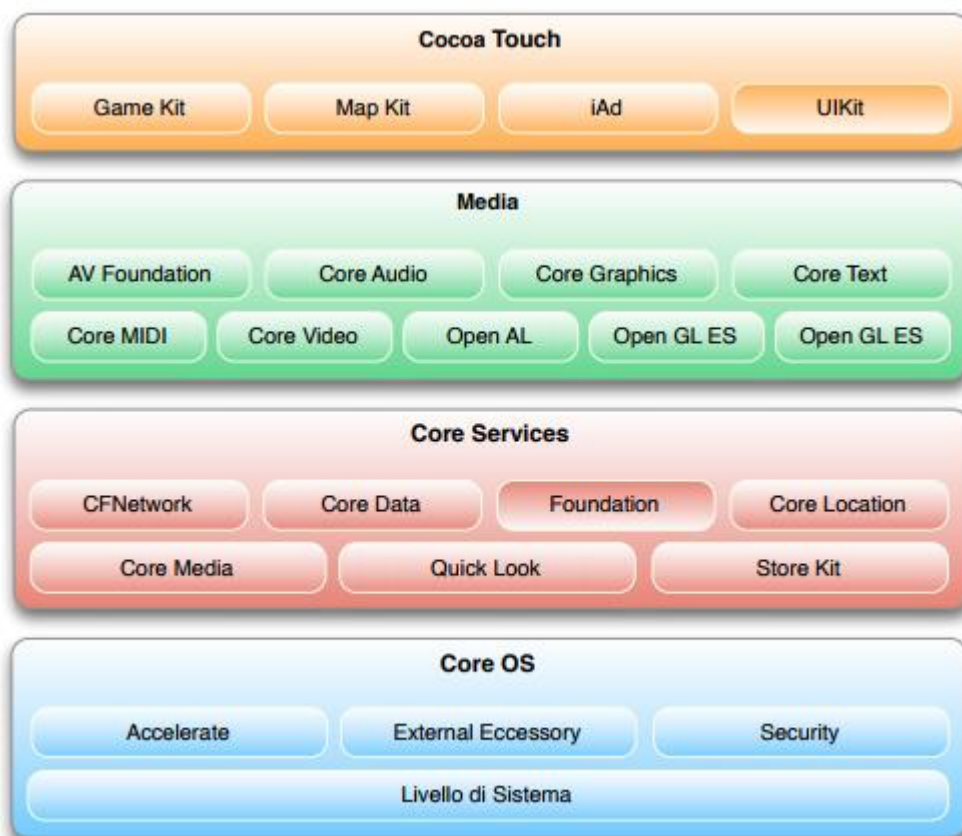 Cocoa Touch
Game Kit Map Kit iAd UIKit
Media
AV Foundation Core Audio Core Graphics Core Text
Core MIDI Core Video Open AL Open GL ES Open GL ES
Core Services
CFNetwork Core Data Foundation Core Location
Core Media Quick Look Store Kit
Core OS
Accelerate External Eccessory Security
Livello di Sistema